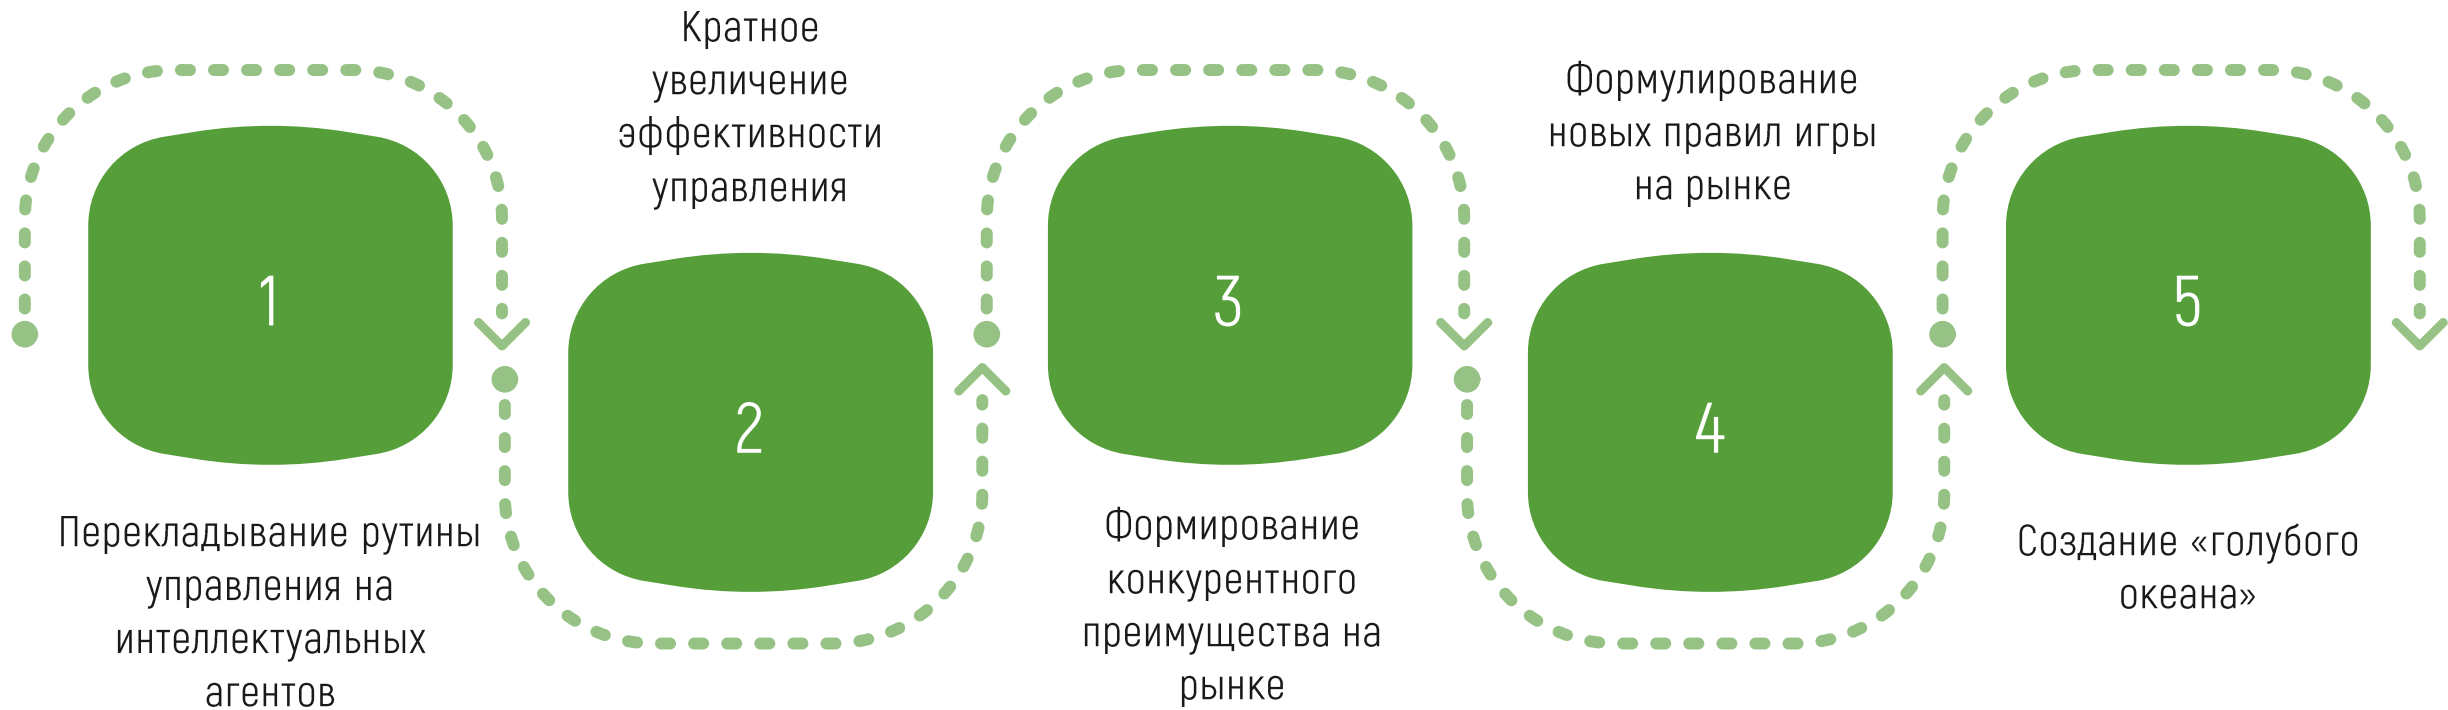 1
Перекладывание рутины
управления на
интеллектуальных
агентов
Кратное
увеличение
эффективности
управления
2
3
Формирование
конкурентного
преимущества на
рынке
Формулирование
новых правил игры
на рынке
4
5
Создание «голубого
океана»